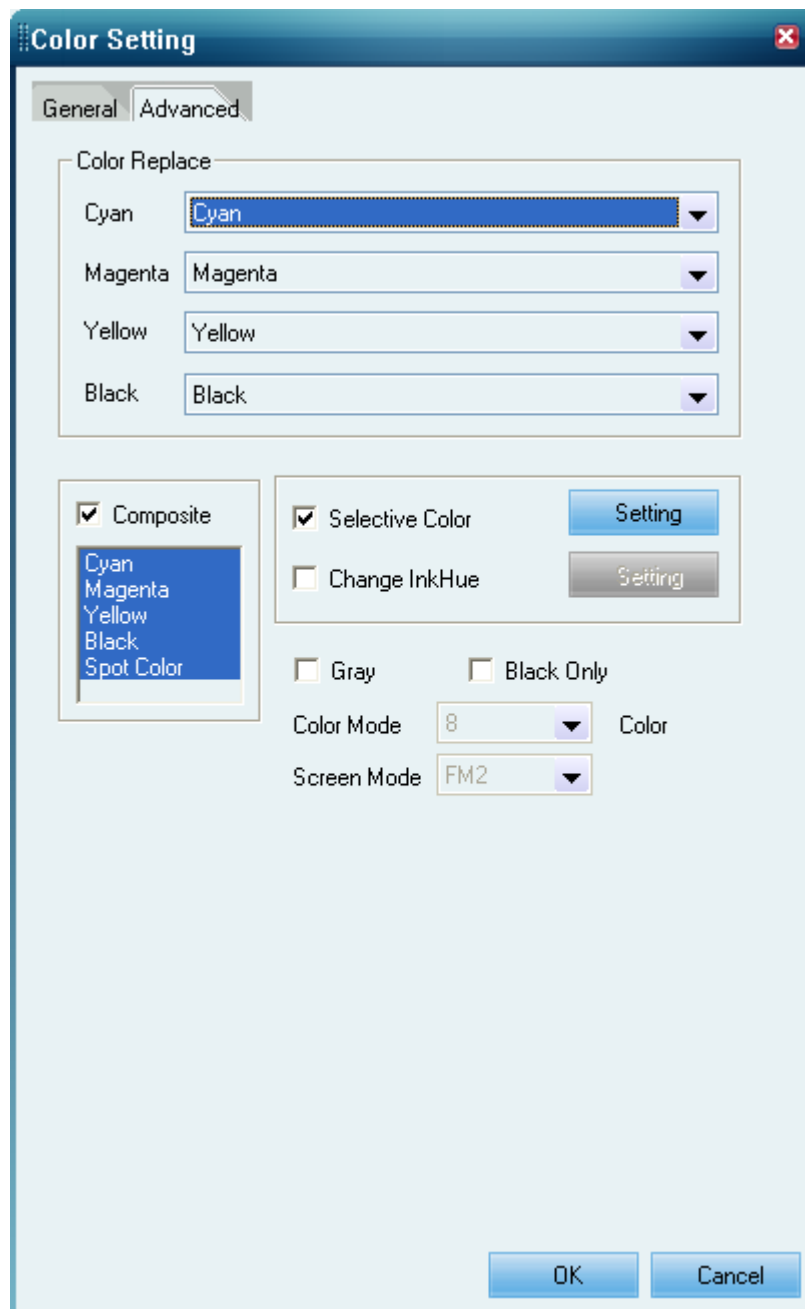 Color Setting
General Advanced
Color Replace
Cyan Cyan
Magenta Magenta
Yellow Yellow
Black Black
Composite
Cyan
Magenta
Yellow
Black
Spot Color
Selective Color Setting
Change InkHue Setting
Gray Black Only
Color Mode 8 Color
Screen Mode FM2
OK Cancel